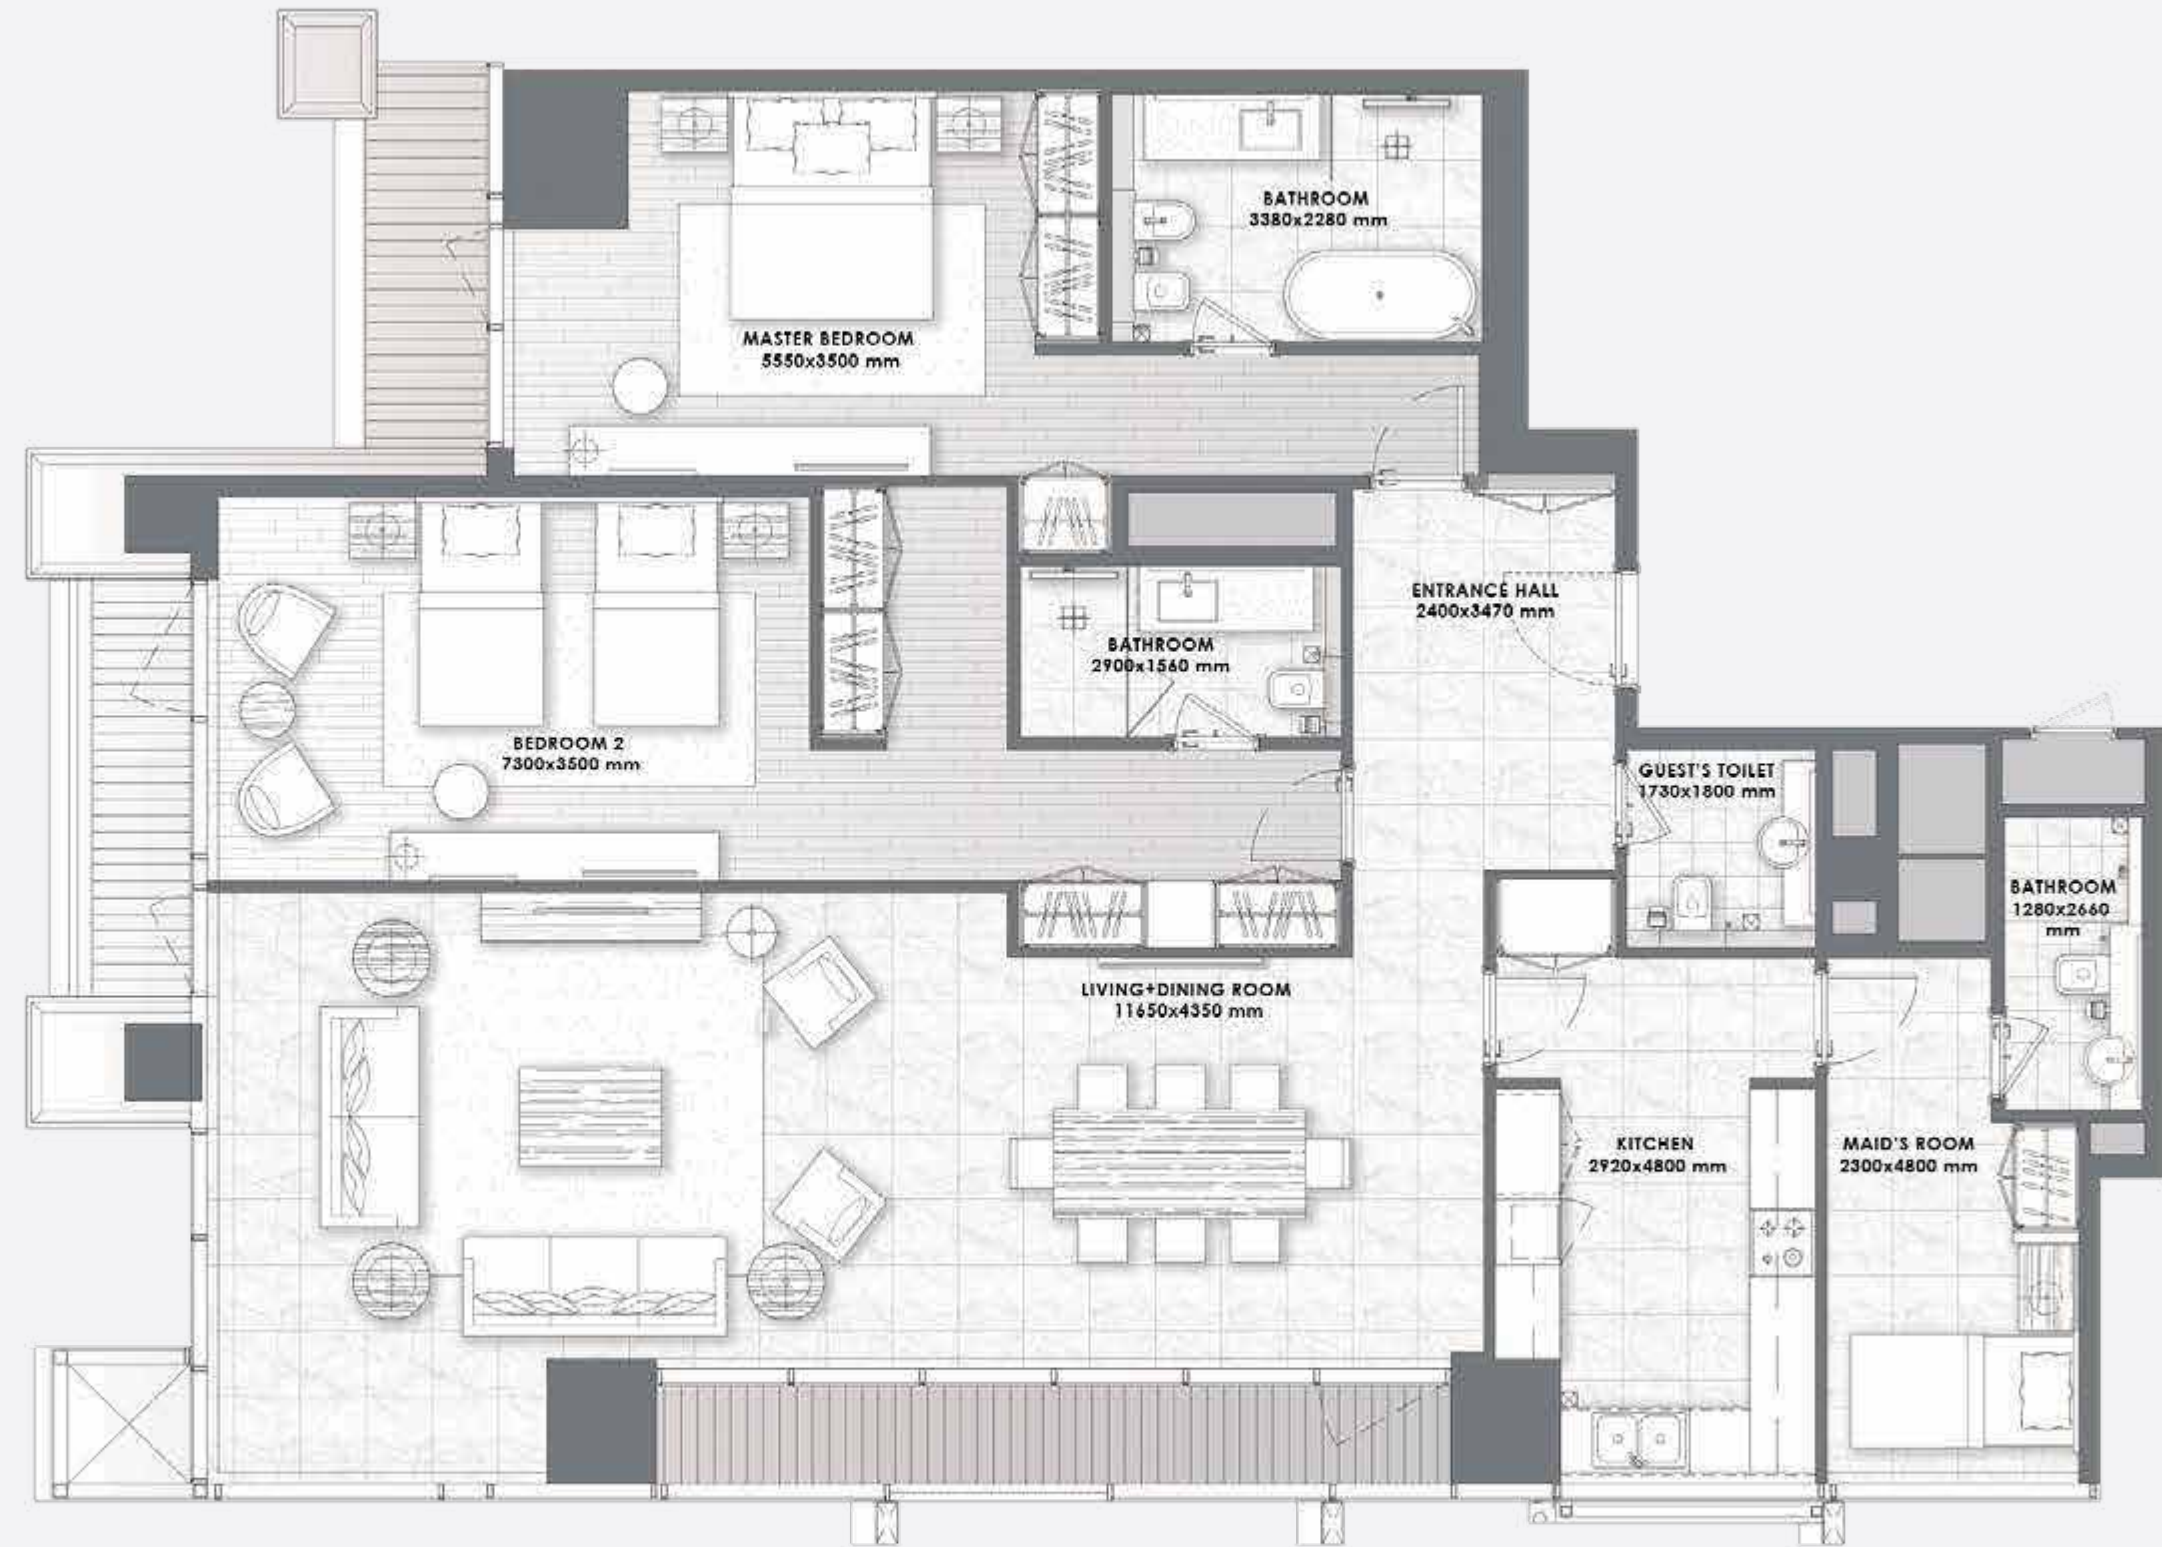 BATHROOM
3380x2280 mm
MASTER BEDROOM
5550x3500 mm
ENTRANCE HALL
2400x3470 mm
BATHROOM
2900x1560 mm
BEDROOM 2
7300x3500 mm
GUEST'S TOILET
1730x1800 mm
BATHROOM
1280x2660
mm
LIVING+DINING ROOM
11650x4350 mm
KITCHEN
2920x4800 mm
MAID'S ROOM
2300x4800 mm